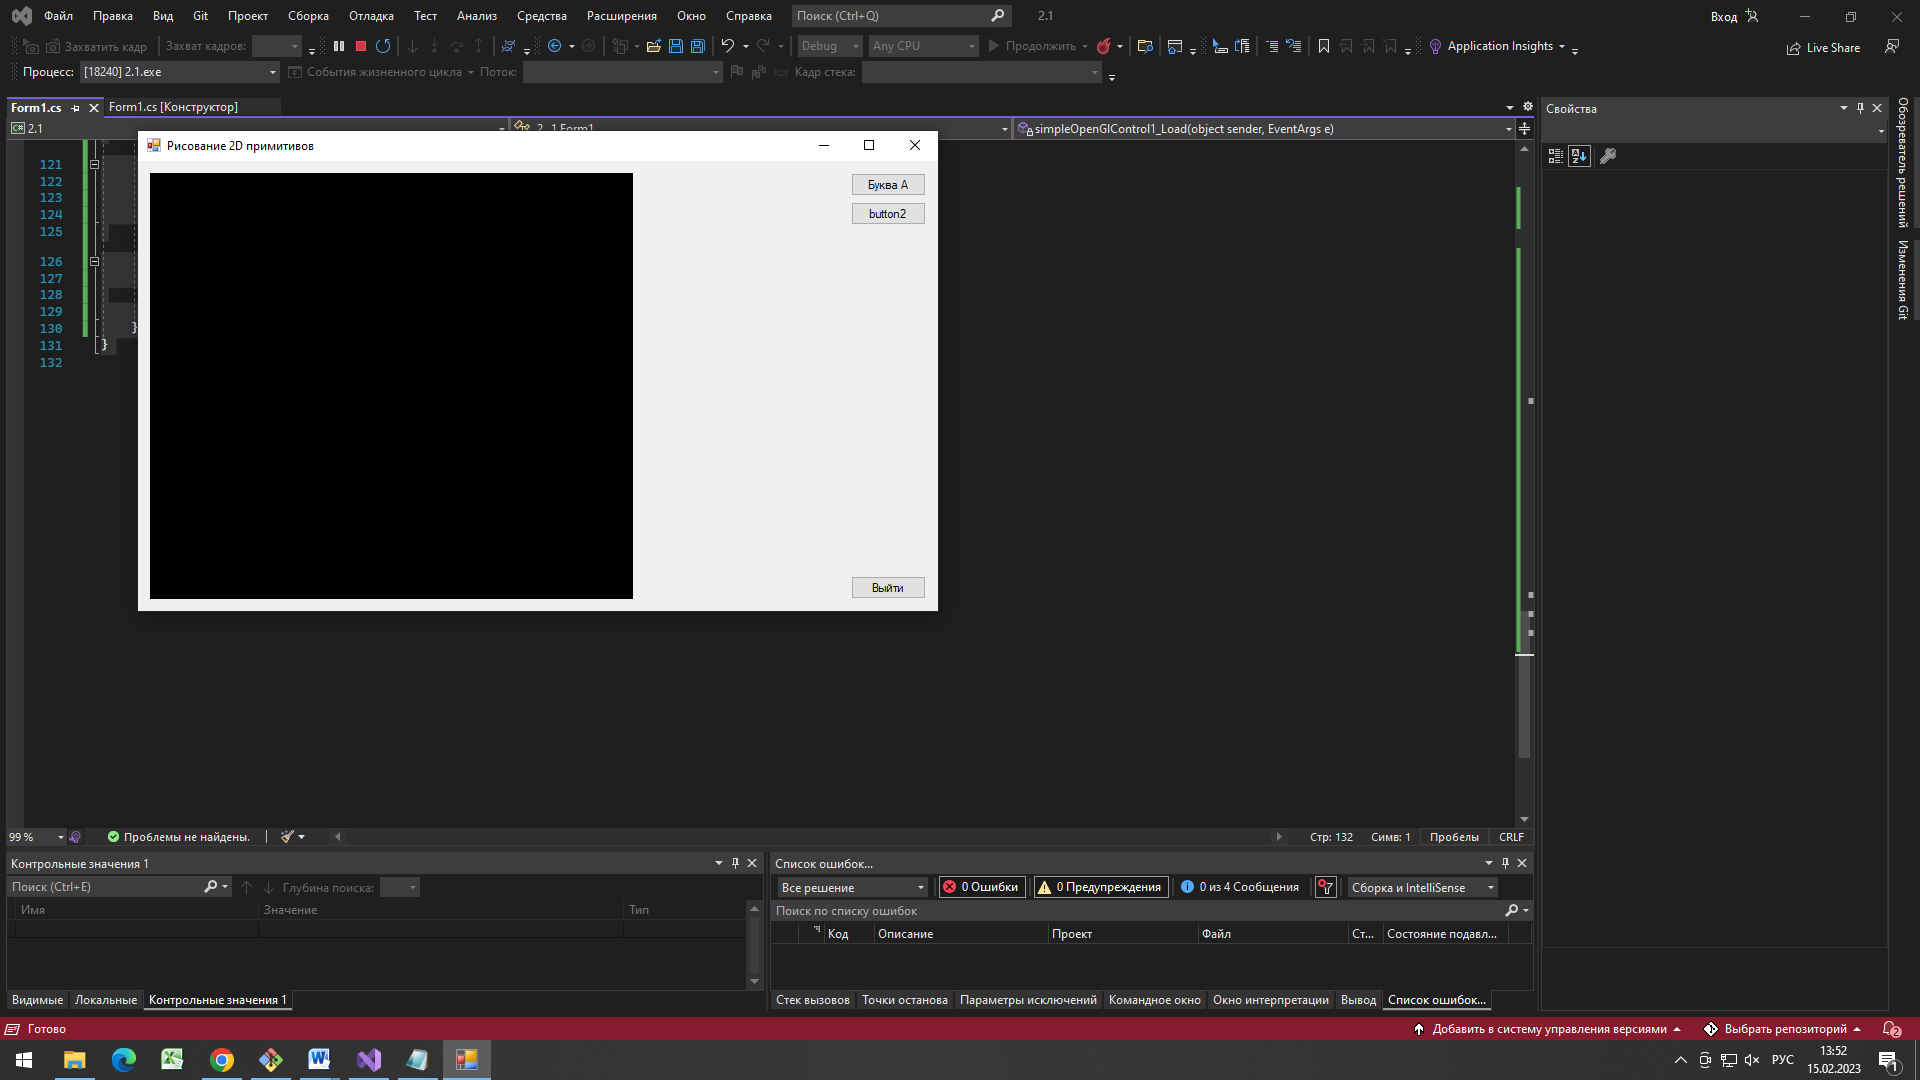 Файл Правка Вид Git Проект Сборка Отладка Тест Анализ Средства Расширения Окно Справка Поиск (Ctrl+Q) 2.1 Вход
Захватить кадр Захват кадров: Debug Any CPU Продолжить Application Insights Live Share
Процесс: [18240] 2.1.exe События жизненного цикла Поток: Кадр стека:
Form1.cs Form1.cs [Конструктор]
C# 2.1 2._1.Form1 simpleOpenGlControl1_Load(object sender, EventArgs e)
Свойства
Обозреватель решений
Изменения Git
Рисование 2D примитивов
Буква А
button2
Выйти
121
122
123
124
125
126
127
128
129
130 }
131 }
132
99 % Проблемы не найдены. Стр: 132 Симв: 1 Пробелы CRLF
Контрольные значения 1
Поиск (Ctrl+E) Глубина поиска:
Имя Значение Тип
Видимые Локальные Контрольные значения 1
Список ошибок...
Все решение 0 Ошибки 0 Предупреждения 0 из 4 Сообщения Сборка и IntelliSense
Поиск по списку ошибок
Код Описание Проект Файл Ст... Состояние подавл...
Стек вызовов Точки останова Параметры исключений Командное окно Окно интерпретации Вывод Список ошибок...
Готово Добавить в систему управления версиями Выбрать репозиторий 2
РУС 13:52
15.02.2023 1